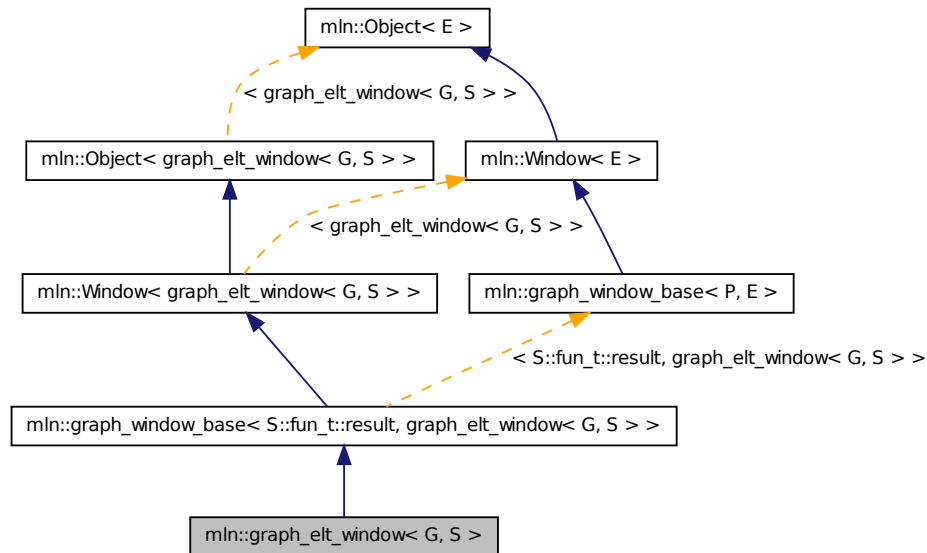 mln::Object< E >
< graph_elt_window< G, S > >
mln::Object< graph_elt_window< G, S > >
mln::Window< E >
< graph_elt_window< G, S > >
mln::Window< graph_elt_window< G, S > >
mln::graph_window_base< P, E >
< S::fun_t::result, graph_elt_window< G, S > >
mln::graph_window_base< S::fun_t::result, graph_elt_window< G, S > >
mln::graph_elt_window< G, S >